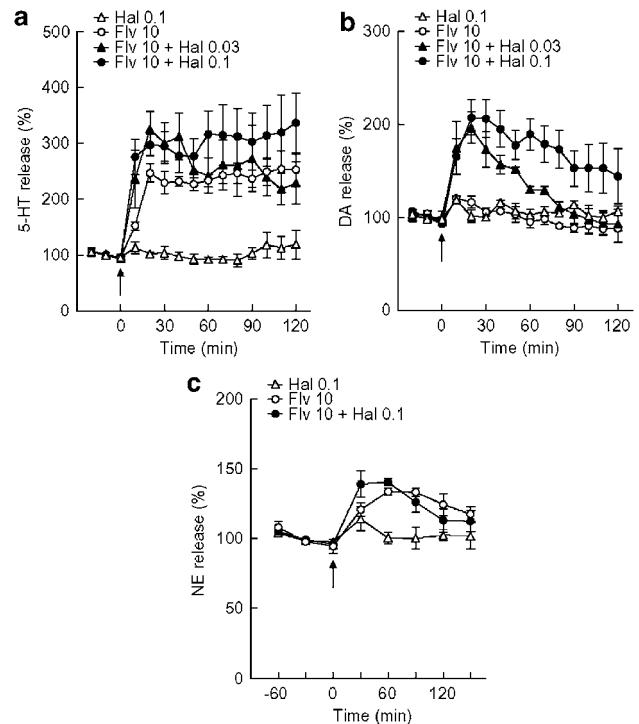 a
Hal 0.1
Flv 10
Flv 10 + Hal 0.03
Flv 10 + Hal 0.1
500
400
300
200
100
0
5-HT release (%)
0 30 60 90 120
Time (min)
b
Hal 0.1
Flv 10
Flv 10 + Hal 0.03
Flv 10 + Hal 0.1
300
200
100
0
DA release (%)
0 30 60 90 120
Time (min)
c
Hal 0.1
Flv 10
Flv 10 + Hal 0.1
200
150
100
50
0
NE release (%)
-60 0 60 120
Time (min)